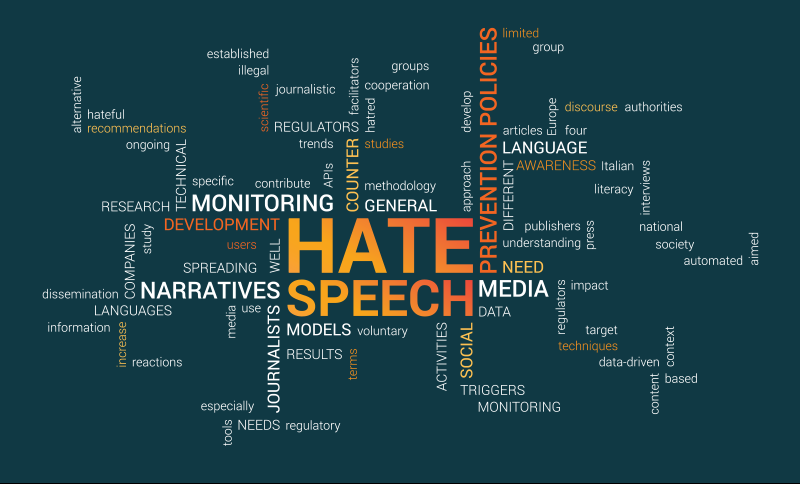 limited
PREVENTION POLICIES
group
established
illegal
groups
facilitators
scientific
journalistic
cooperation
alternative
hateful
recommendations
hatred
develop
Europe
discourse
authorities
REGULATORS
articles
four
ongoing
TECHNICAL
trends
COUNTER
studies
LANGUAGE
APIs
approach
DIFFERENT
AWARENESS
Italian
interviews
specific
contribute
methodology
literacy
RESEARCH
MONITORING
GENERAL
DEVELOPMENT
HATE
publishers
press
national
COMPANIES
study
users
WELL
understanding
society
aimed
SPREADING
NEED
automated
dissemination
NARRATIVES
SPEECH
MEDIA
regulators
impact
LANGUAGES
media
use
JOURNALISTS
DATA
information
increase
MODELS
voluntary
ACTIVITIES
SOCIAL
target
context
reactions
RESULTS
terms
techniques
data-driven
content
based
TRIGGERS
especially
MONITORING
tools
NEEDS
regulatory